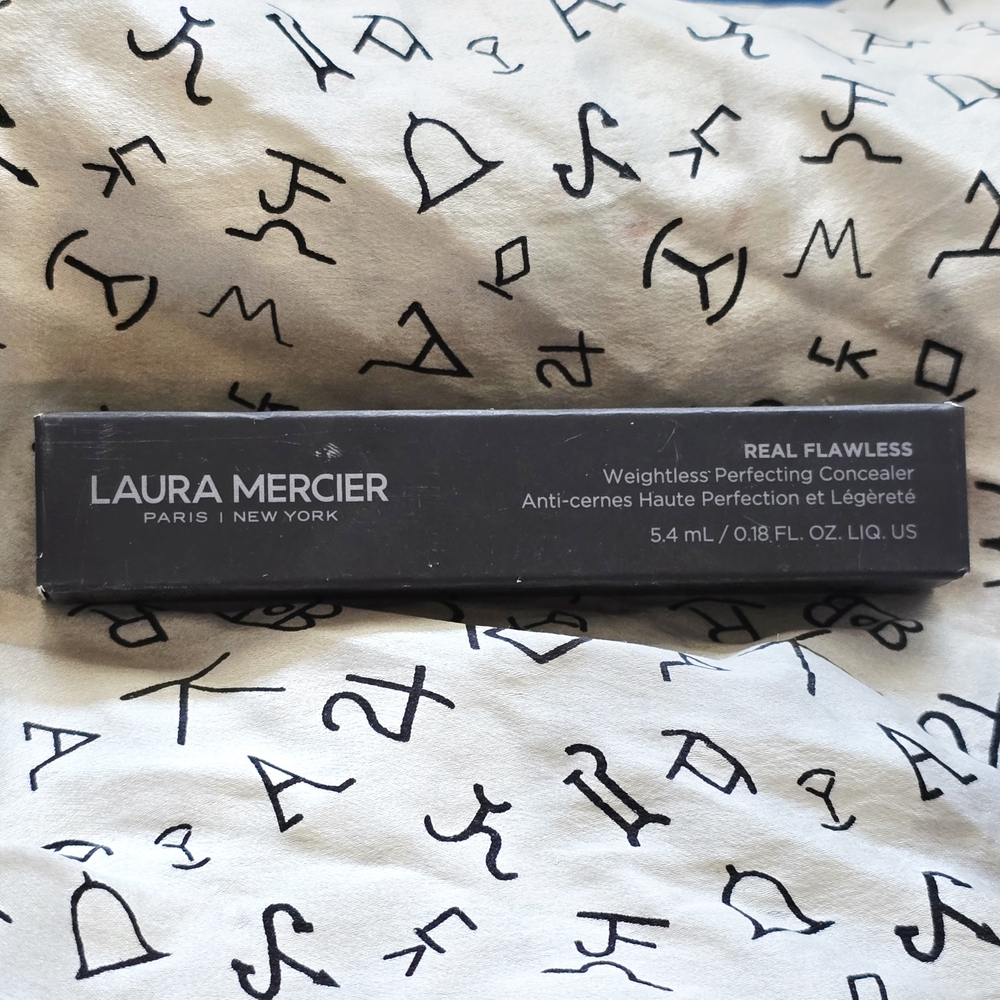 LAURA MERCIER
PARIS | NEW YORK
REAL FLAWLESS
Weightless Perfecting Concealer
Anti-cernes Haute Perfection et Légèreté
5.4 mL / 0.18 FL. OZ. LIQ. US